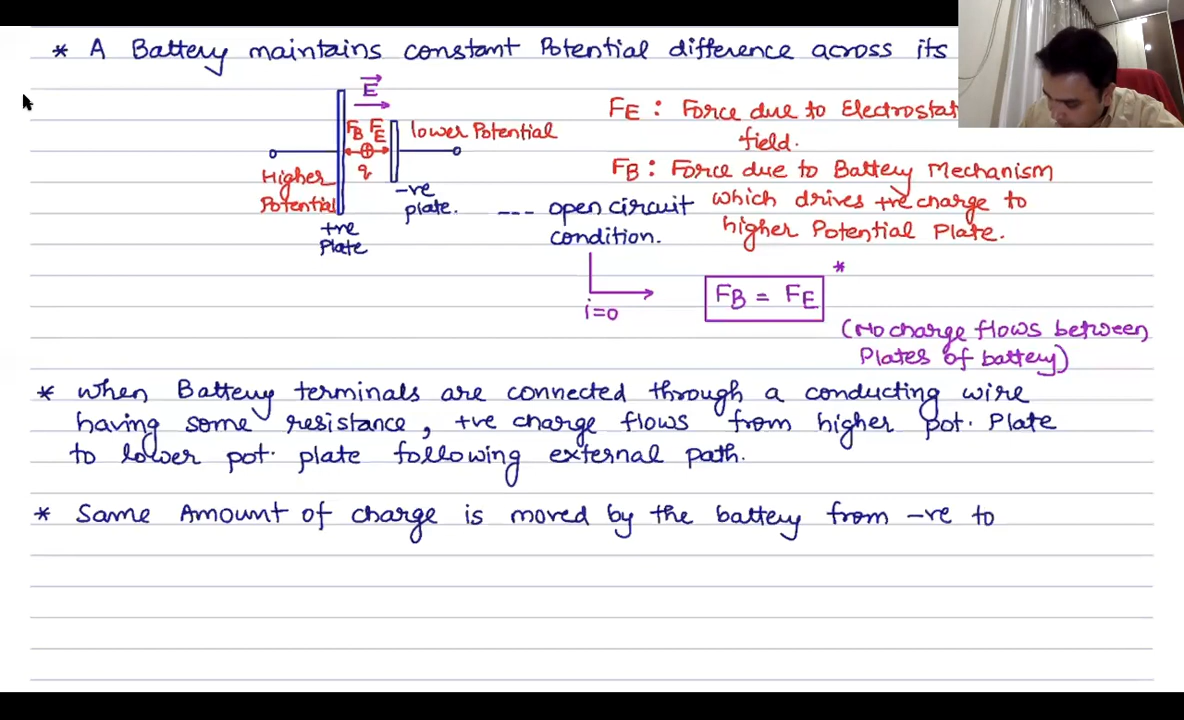 * A Battery maintains constant Potential difference across its
E
FB FE
lower Potential
q
Higher
Potential
-ve
plate.
+ve
Plate
FE : Force due to Electrostat
field.
FB : Force due to Battery Mechanism
which drives +ve charge to
higher Potential Plate.
--- open circuit
condition.
i=0
FB = FE *
(No charge flows between
Plates of battery)
* when Battery terminals are connected through a conducting wire
having some resistance, +ve charge flows from higher pot. Plate
to lower pot. plate following external path.
* Same Amount of charge is moved by the battery from -ve to